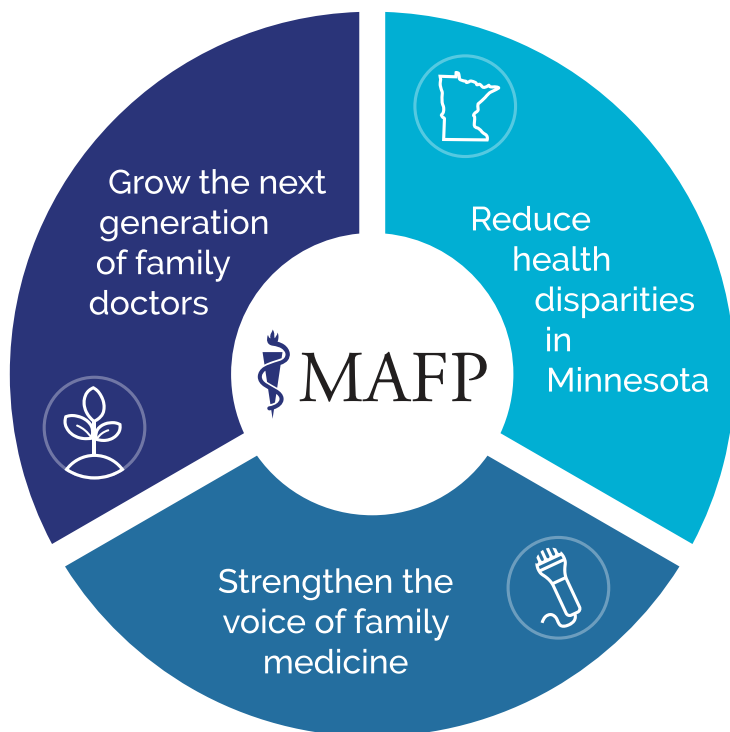 Grow the next
generation
of family
doctors
Reduce
health
disparities
in
Minnesota
MAFP
Strengthen the
voice of family
medicine